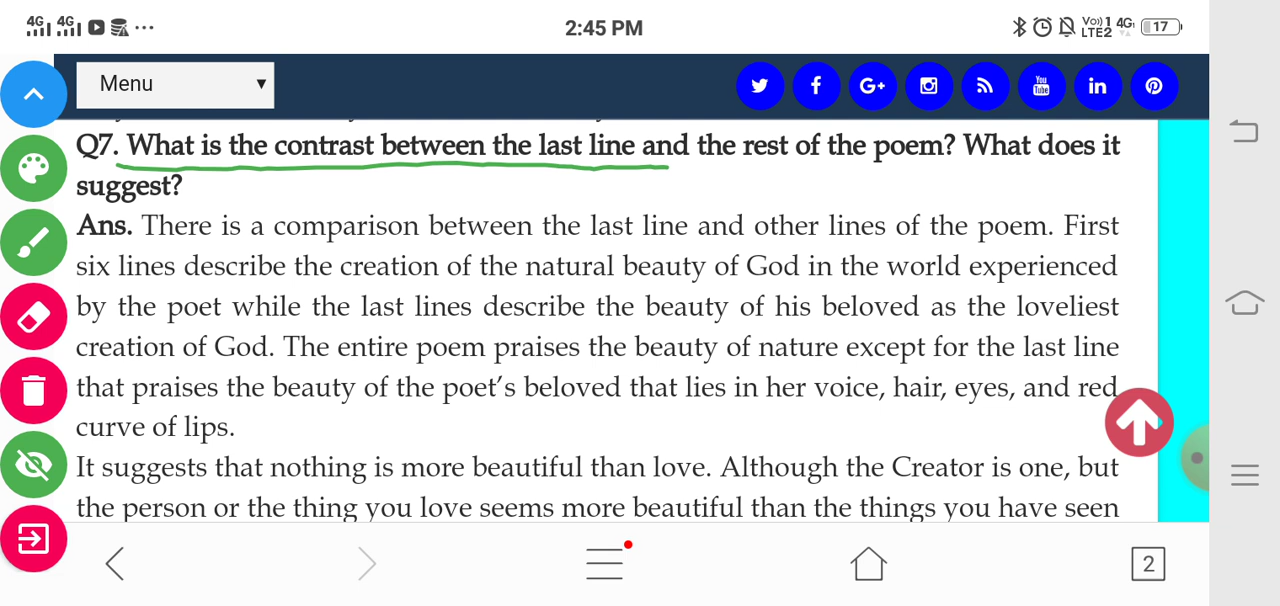 4G 4G
2:45 PM
Vo)) 1 4G
LTE2
17
Menu
You
Tube
Q7. What is the contrast between the last line and the rest of the poem? What does it
suggest?
Ans. There is a comparison between the last line and other lines of the poem. First
six lines describe the creation of the natural beauty of God in the world experienced
by the poet while the last lines describe the beauty of his beloved as the loveliest
creation of God. The entire poem praises the beauty of nature except for the last line
that praises the beauty of the poet's beloved that lies in her voice, hair, eyes, and red
curve of lips.
It suggests that nothing is more beautiful than love. Although the Creator is one, but
the person or the thing you love seems more beautiful than the things you have seen
2